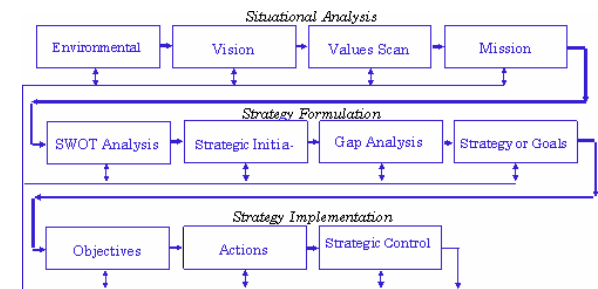 Situational Analysis
Environmental
Vision
Values Scan
Mission
Strategy Formulation
SWOT Analysis
Strategic Initia-
Gap Analysis
Strategy or Goals
Strategy Implementation
Objectives
Actions
Strategic Control